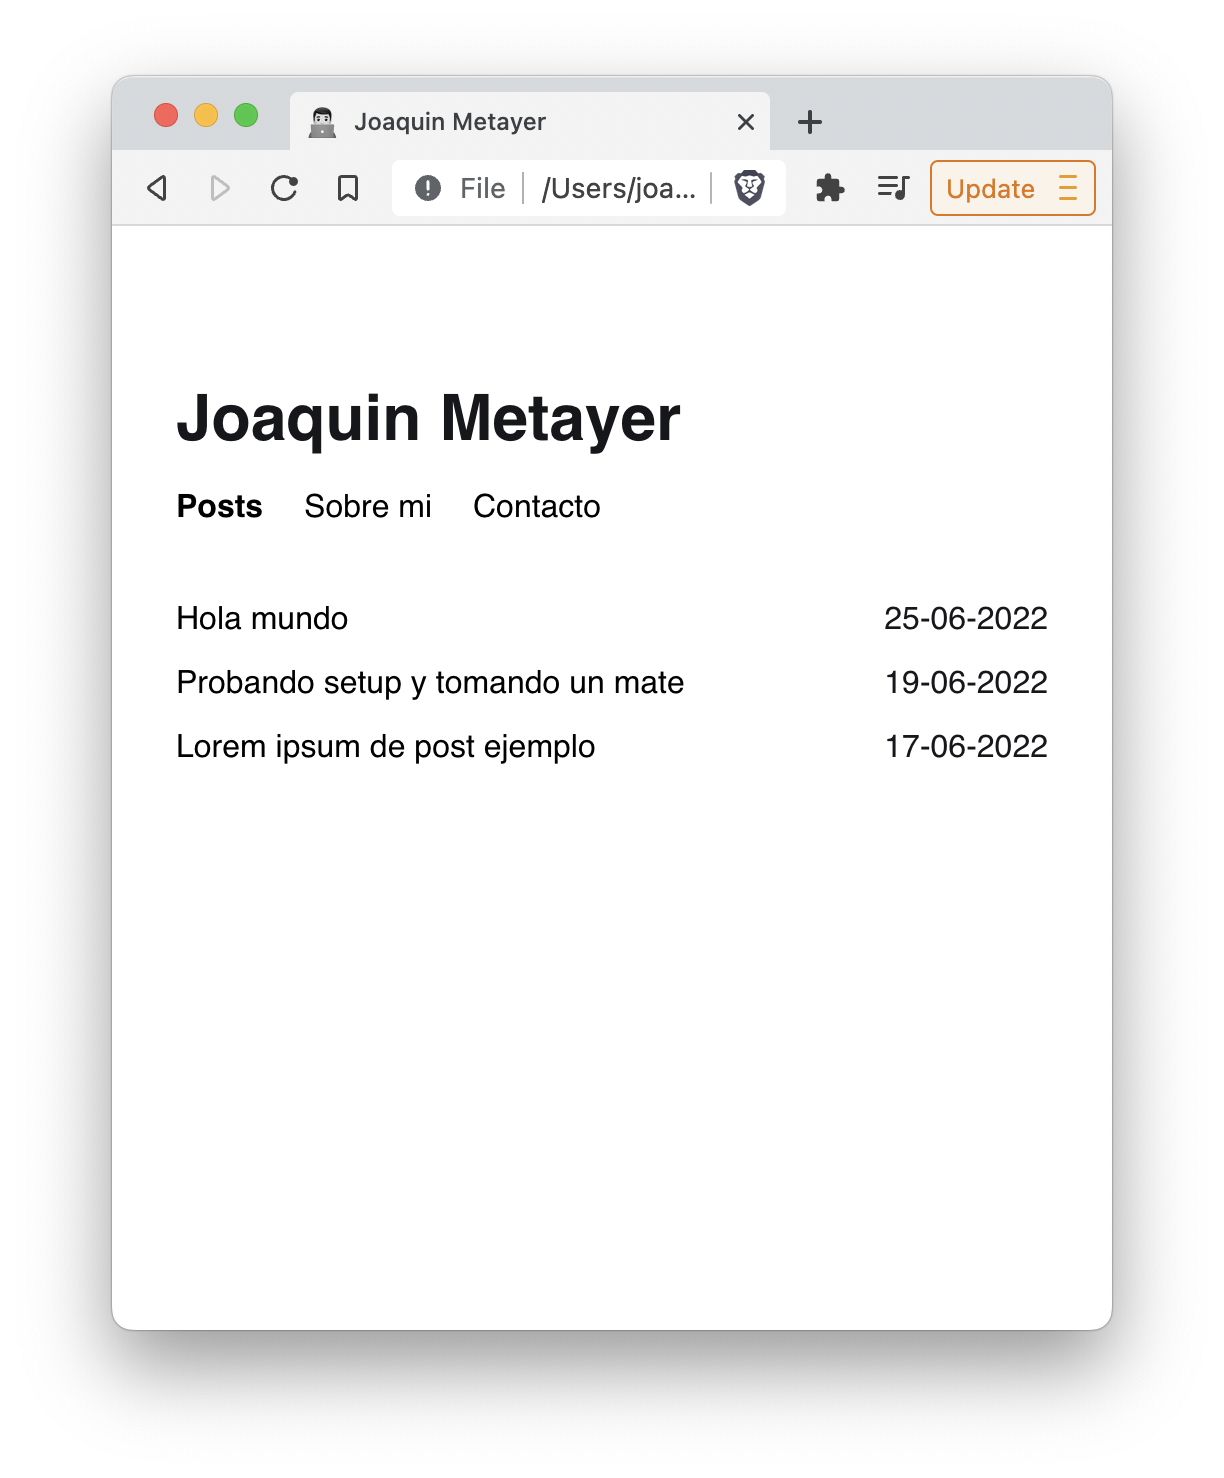 Joaquin Metayer
File /Users/joa... Update
Joaquin Metayer
Posts Sobre mi Contacto
Hola mundo 25-06-2022
Probando setup y tomando un mate 19-06-2022
Lorem ipsum de post ejemplo 17-06-2022